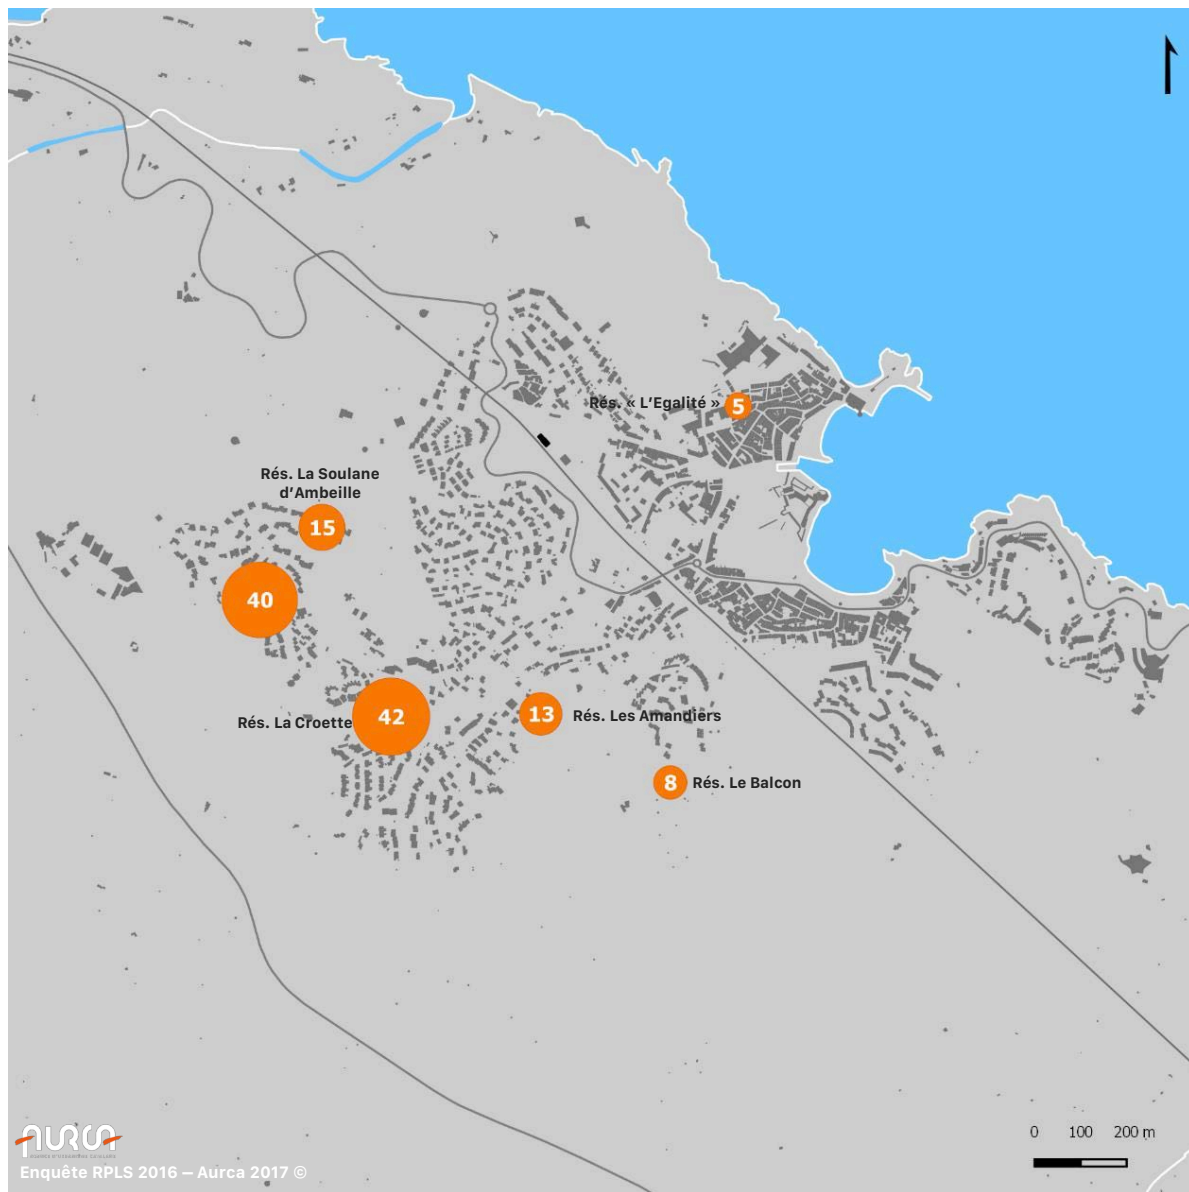 Rés. « L’Egalité »
5
Rés. La Soulane
d’Ambeille
15
40
Rés. La Croette
42
13
Rés. Les Amandiers
8
Rés. Le Balcon
0 100 200 m
aurca
Enquête RPLS 2016 – Aurca 2017 ©